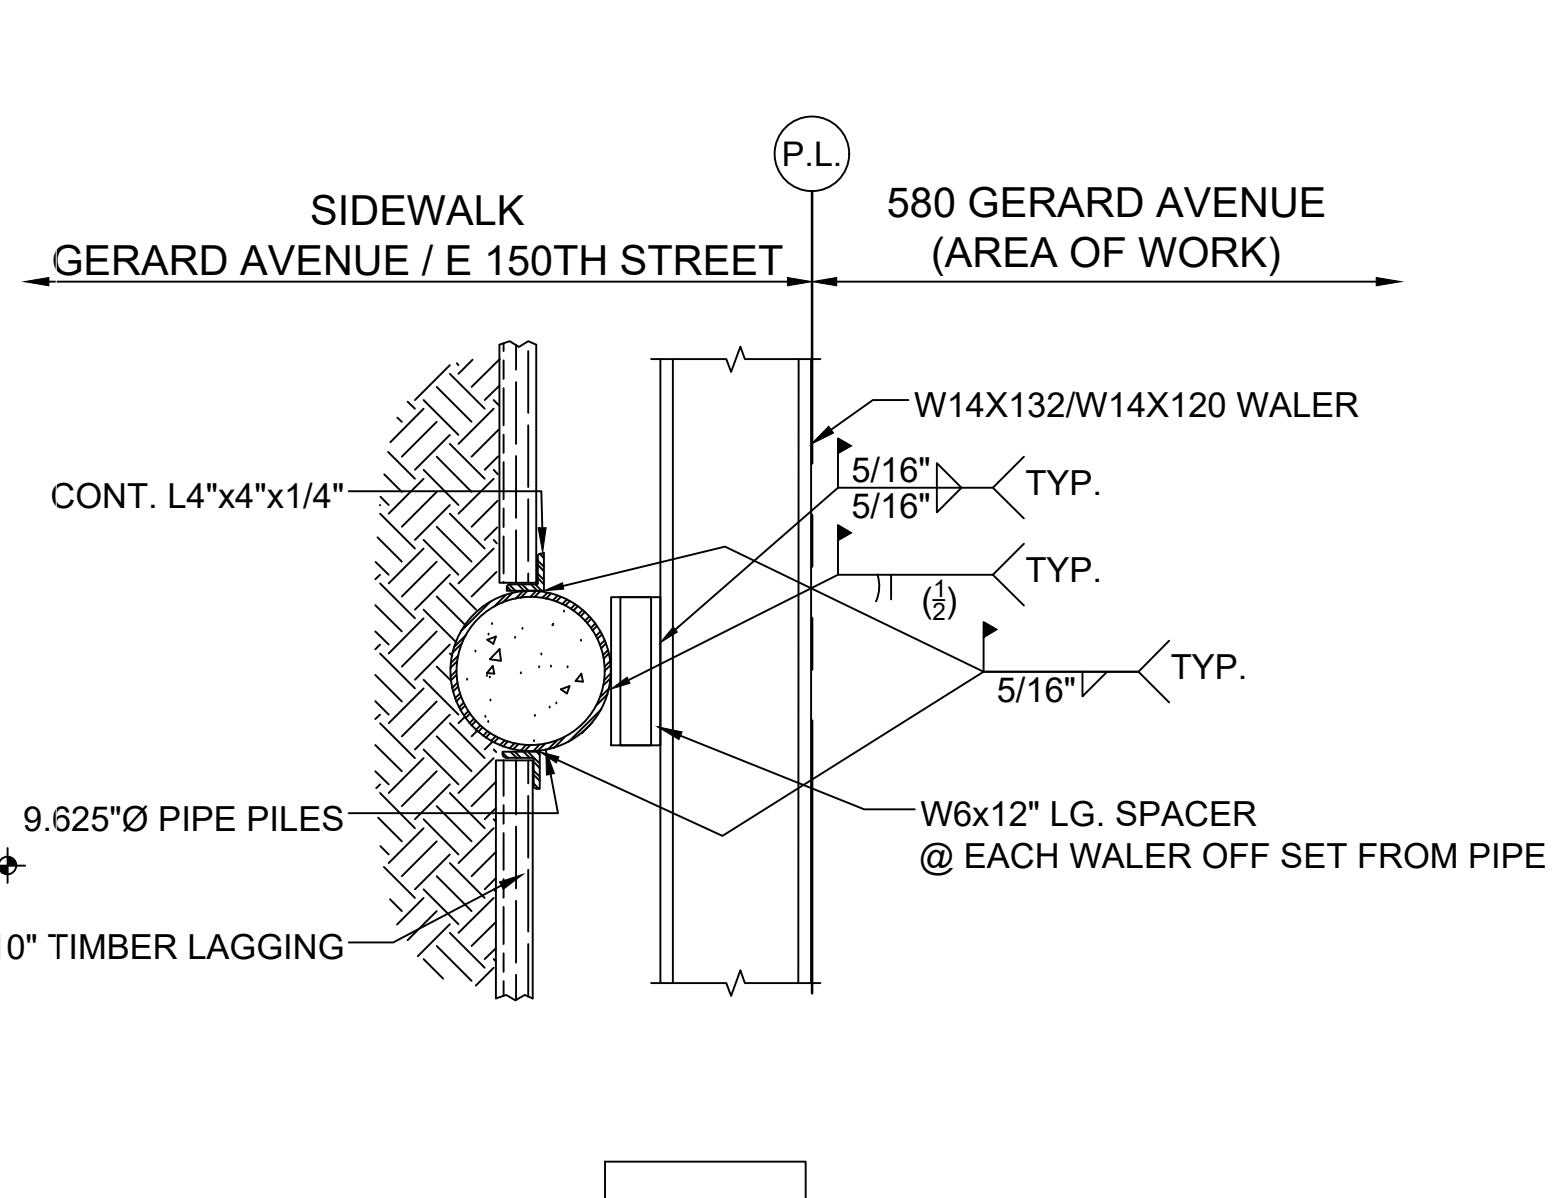 P.L.
SIDEWALK
GERARD AVENUE / E 150TH STREET
580 GERARD AVENUE
(AREA OF WORK)
W14X132/W14X120 WALER
5/16"
5/16"
TYP.
CONT. L4"x4"x1/4"
TYP.
(1/2)
TYP.
5/16"
9.625"Ø PIPE PILES
W6x12" LG. SPACER
@ EACH WALER OFF SET FROM PIPE
0" TIMBER LAGGING